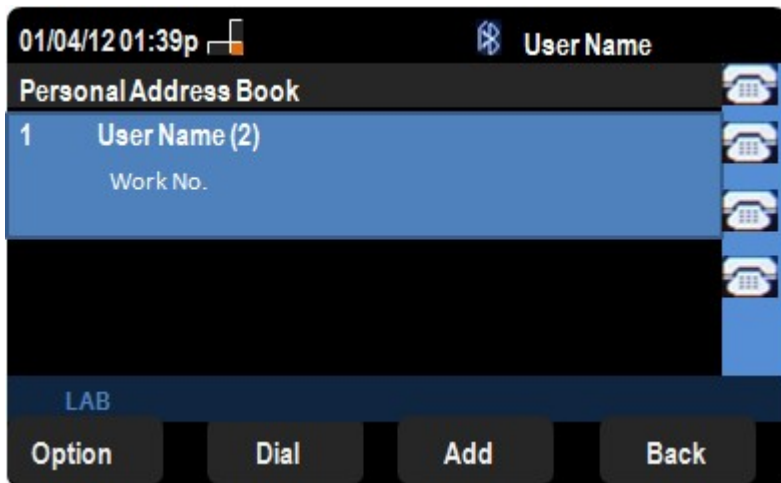 01/04/12 01:39p User Name
Personal Address Book
1 User Name (2)
Work No.
LAB
Option Dial Add Back